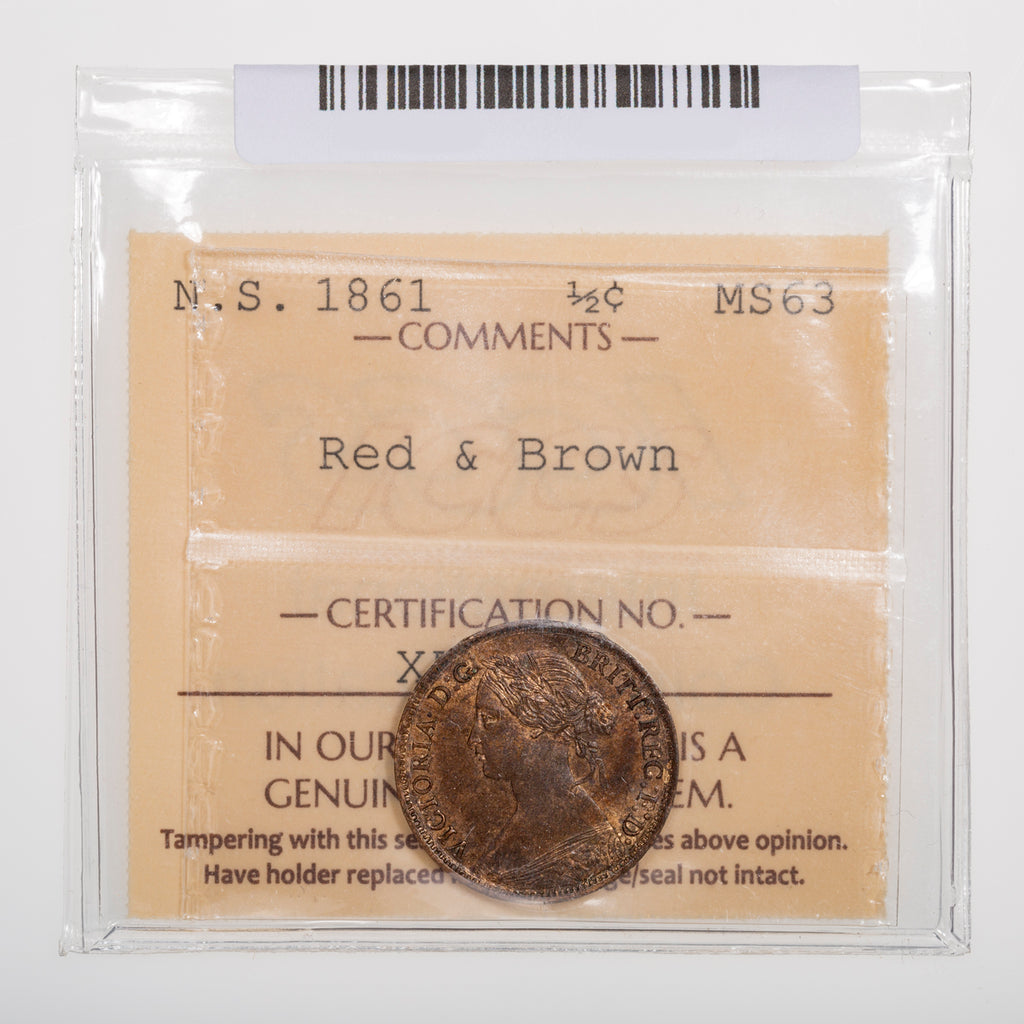 N.S. 1861 ½¢ MS63
— COMMENTS —
Red & Brown
ICCS
— CERTIFICATION NO. —
IN OUR IS A
GENUIN EM.
Tampering with this se es above opinion.
Have holder replaced e/seal not intact.
VICTORIA·D:G: BRITT:REG:F:D: